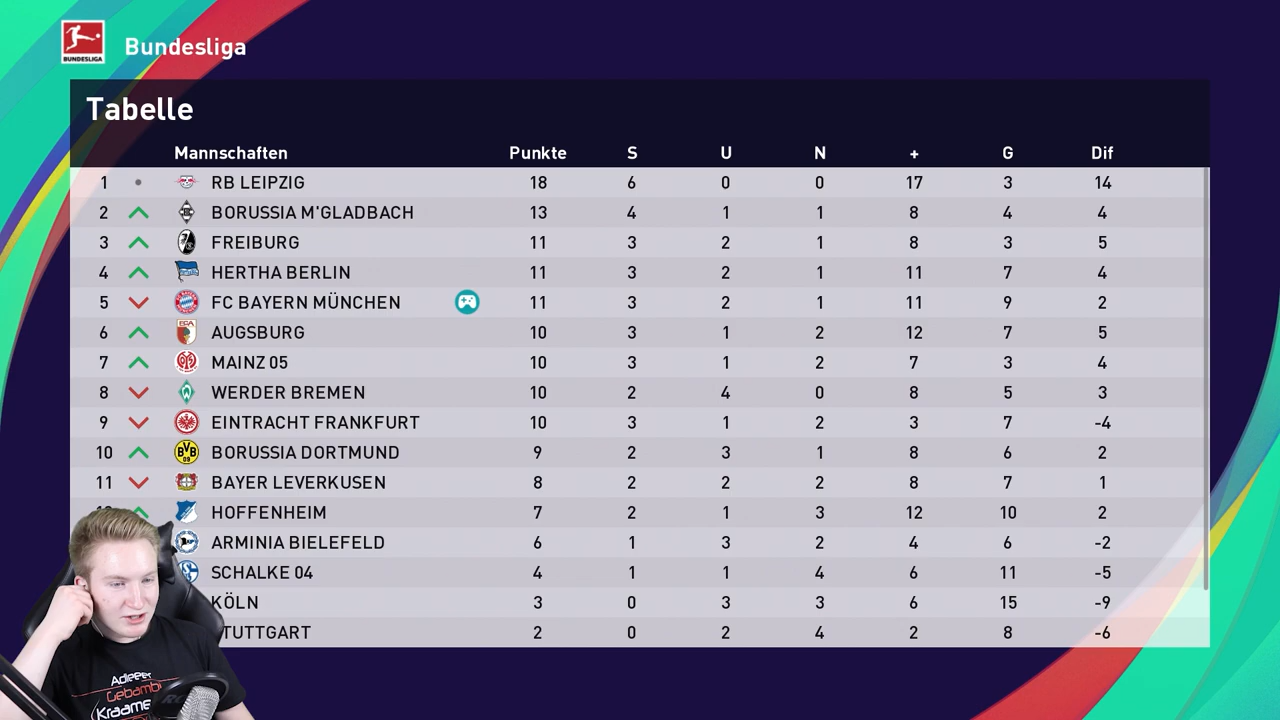 BUNDESLIGA
Bundesliga
Tabelle
Mannschaften Punkte S U N + G Dif
1 RB LEIPZIG 18 6 0 0 17 3 14
2 BORUSSIA M'GLADBACH 13 4 1 1 8 4 4
3 FREIBURG 11 3 2 1 8 3 5
4 HERTHA BERLIN 11 3 2 1 11 7 4
5 FC BAYERN MÜNCHEN 11 3 2 1 11 9 2
6 AUGSBURG 10 3 1 2 12 7 5
7 MAINZ 05 10 3 1 2 7 3 4
8 WERDER BREMEN 10 2 4 0 8 5 3
9 EINTRACHT FRANKFURT 10 3 1 2 3 7 -4
10 BORUSSIA DORTMUND 9 2 3 1 8 6 2
11 BAYER LEVERKUSEN 8 2 2 2 8 7 1
HOFFENHEIM 7 2 1 3 12 10 2
ARMINIA BIELEFELD 6 1 3 2 4 6 -2
SCHALKE 04 4 1 1 4 6 11 -5
KÖLN 3 0 3 3 6 15 -9
TUTTGART 2 0 2 4 2 8 -6
Adieeer
Gebambi
Kraame